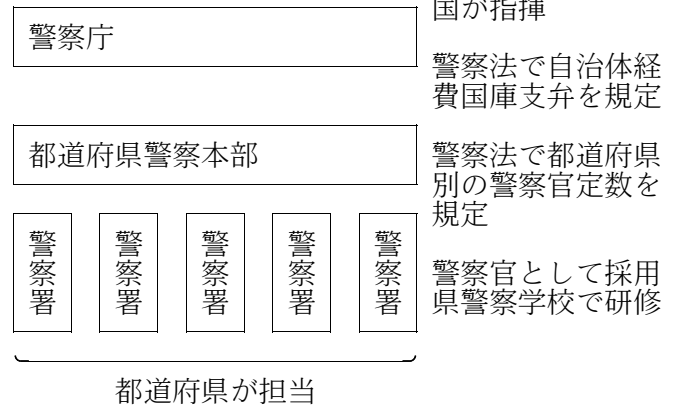 国が指揮
警察庁
警察法で自治体経
費国庫支弁を規定
都道府県警察本部
警察法で都道府県
別の警察官定数を
規定
警察署
警察署
警察署
警察署
警察署
警察官として採用
県警察学校で研修
都道府県が担当